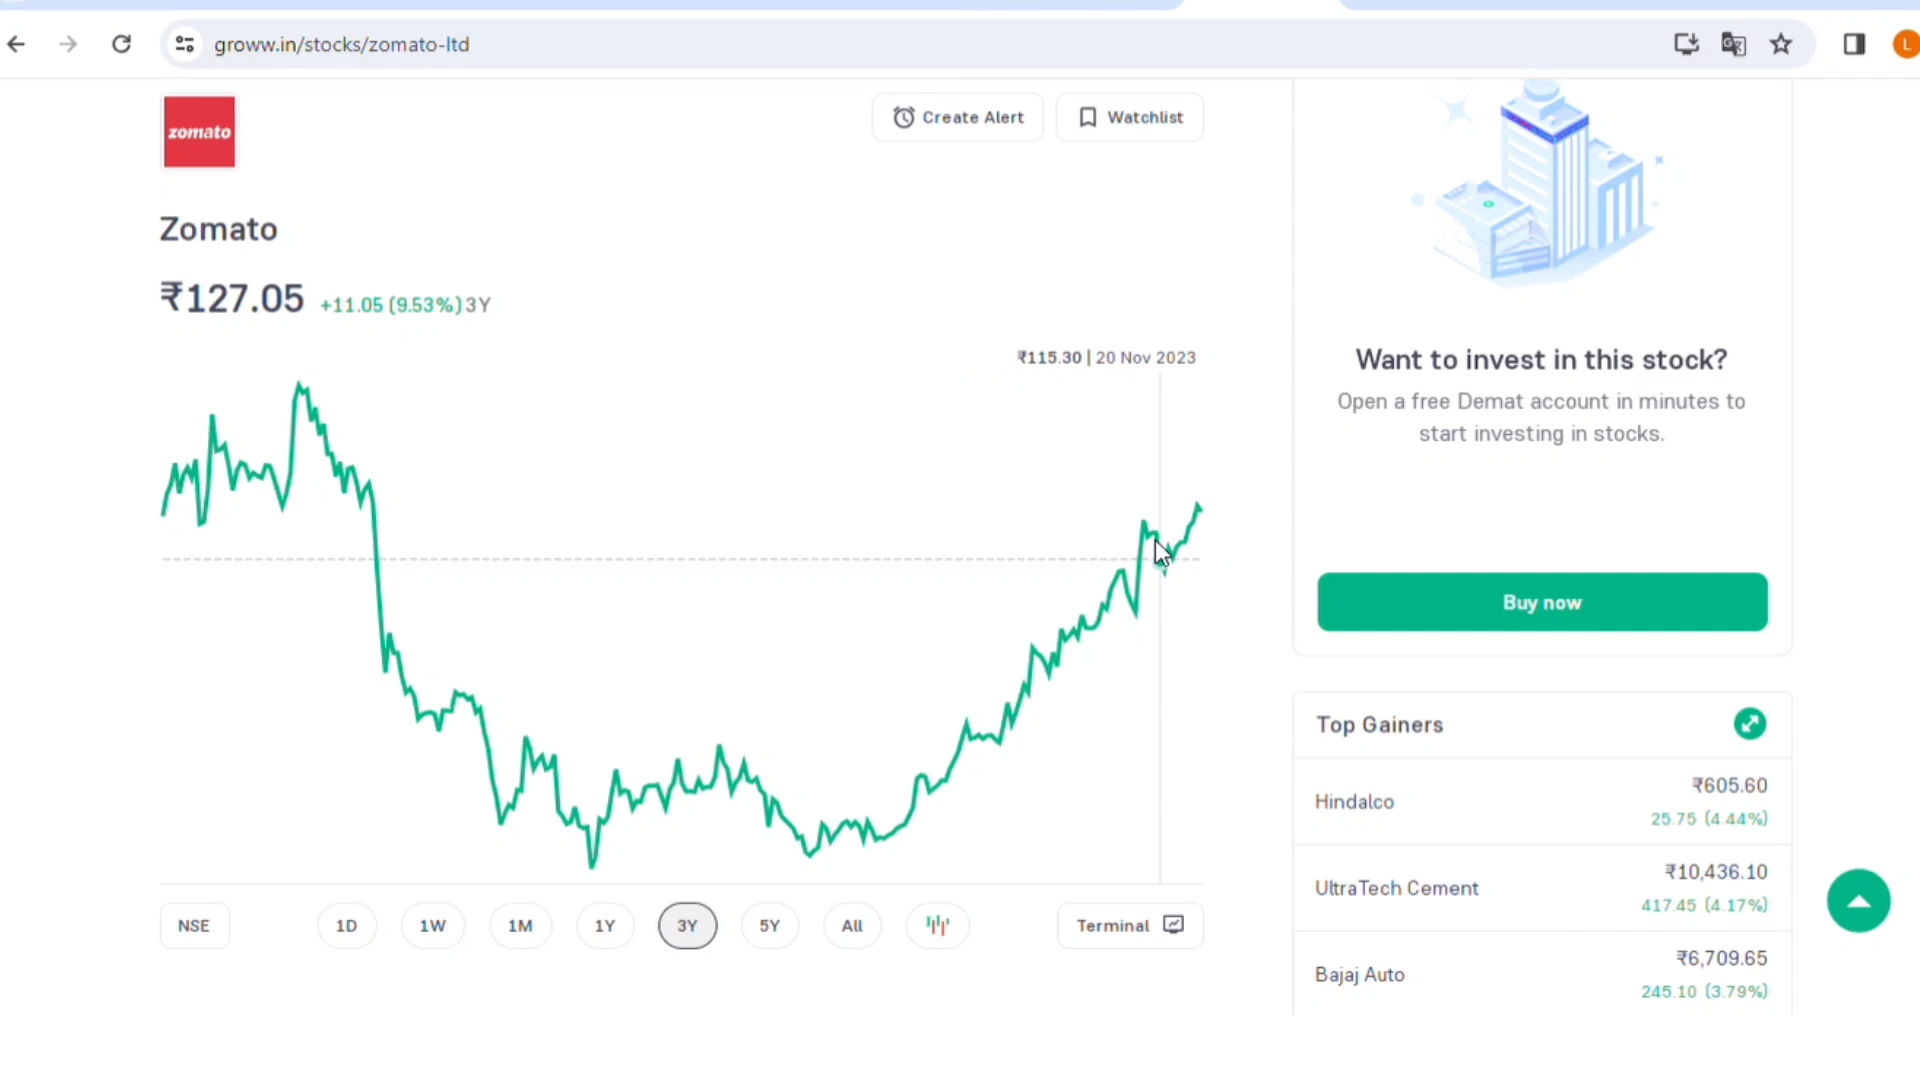 groww.in/stocks/zomato-ltd
L
zomato
Create Alert
Watchlist
Zomato
₹127.05 +11.05 (9.53%) 3Y
₹115.30 | 20 Nov 2023
NSE 1D 1W 1M 1Y 3Y 5Y All Terminal
Want to invest in this stock?
Open a free Demat account in minutes to
start investing in stocks.
Buy now
Top Gainers
Hindalco ₹605.60
25.75 (4.44%)
UltraTech Cement ₹10,436.10
417.45 (4.17%)
Bajaj Auto ₹6,709.65
245.10 (3.79%)